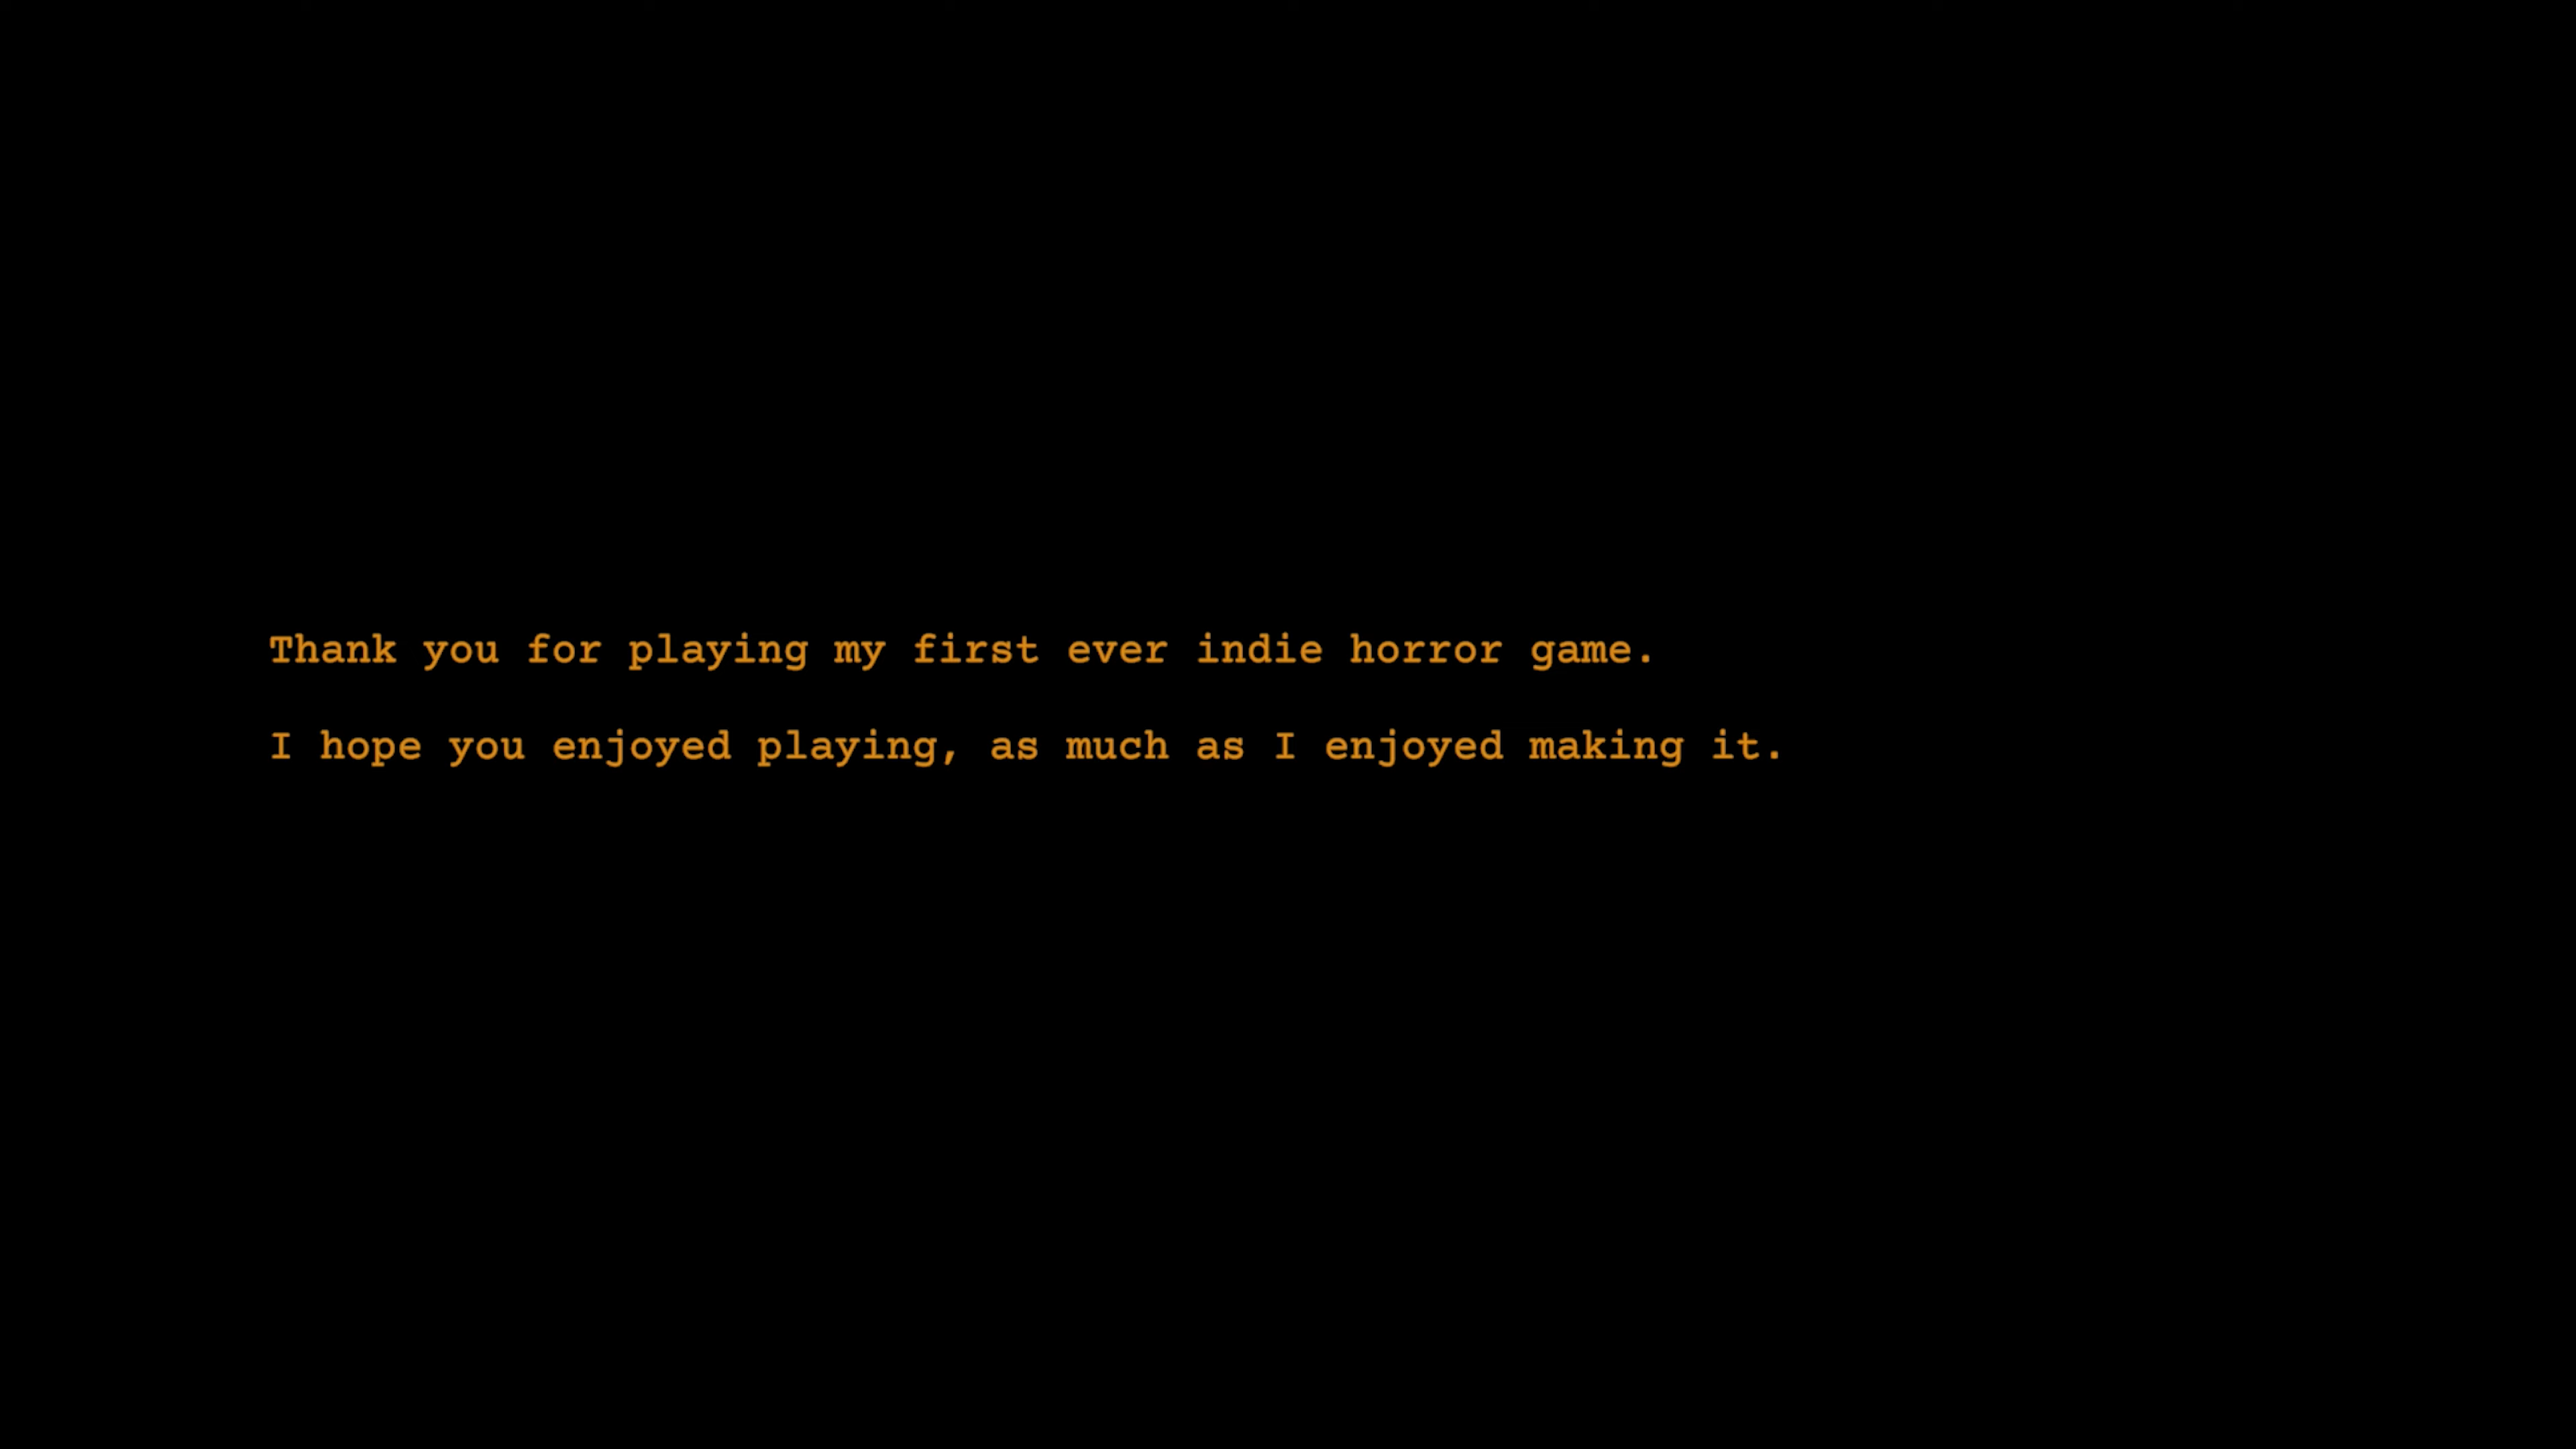 Thank you for playing my first ever indie horror game.
I hope you enjoyed playing, as much as I enjoyed making it.